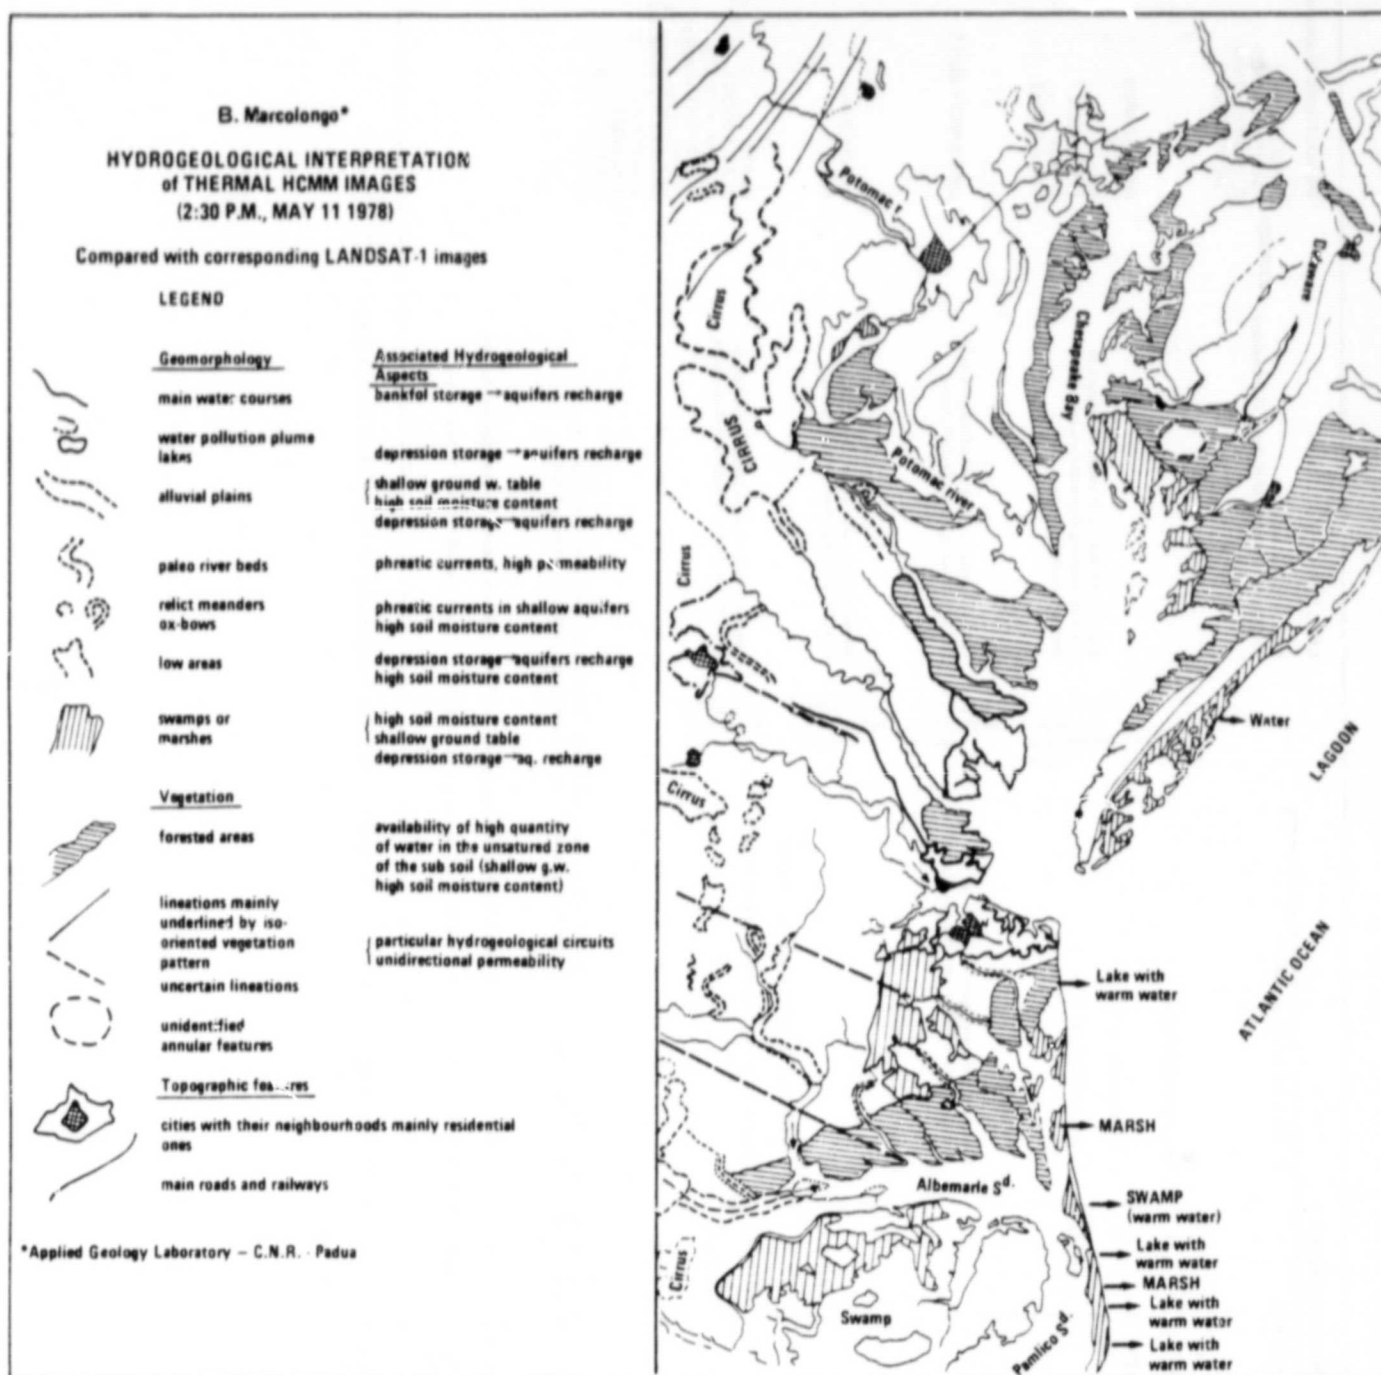 B. Marcolongo*
HYDROGEOLOGICAL INTERPRETATION
of THERMAL HCMM IMAGES
(2:30 P.M., MAY 11 1978)
Compared with corresponding LANDSAT-1 images
LEGEND
Geomorphology
Associated Hydrogeological
Aspects
main water courses
bankfol storage → aquifers recharge
water pollution plume
lakes
depression storage → aquifers recharge
alluvial plains
shallow ground w. table
high soil moisture content
depression storage → aquifers recharge
paleo river beds
phreatic currents, high permeability
relict meanders
ox-bows
phreatic currents in shallow aquifers
high soil moisture content
low areas
depression storage → aquifers recharge
high soil moisture content
swamps or
marshes
high soil moisture content
shallow ground table
depression storage → aq. recharge
Vegetation
forested areas
availability of high quantity
of water in the unsatured zone
of the sub soil (shallow g.w.
high soil moisture content)
lineations mainly
underlined by iso-
oriented vegetation
pattern
particular hydrogeological circuits
unidirectional permeability
uncertain lineations
unidentified
annular features
Topographic features
cities with their neighbourhoods mainly residential
ones
main roads and railways
*Applied Geology Laboratory – C.N.R. - Padua
Potomac r.
Cirrus
Delaware
Chesapeake Bay
CIRRUS
Potomac river
Cirrus
Water
LAGOON
Cirrus
ATLANTIC OCEAN
Lake with
warm water
MARSH
Albemarle Sd.
SWAMP
(warm water)
Lake with
warm water
Cirrus
MARSH
Lake with
warm water
Swamp
Pamlico Sd.
Lake with
warm water